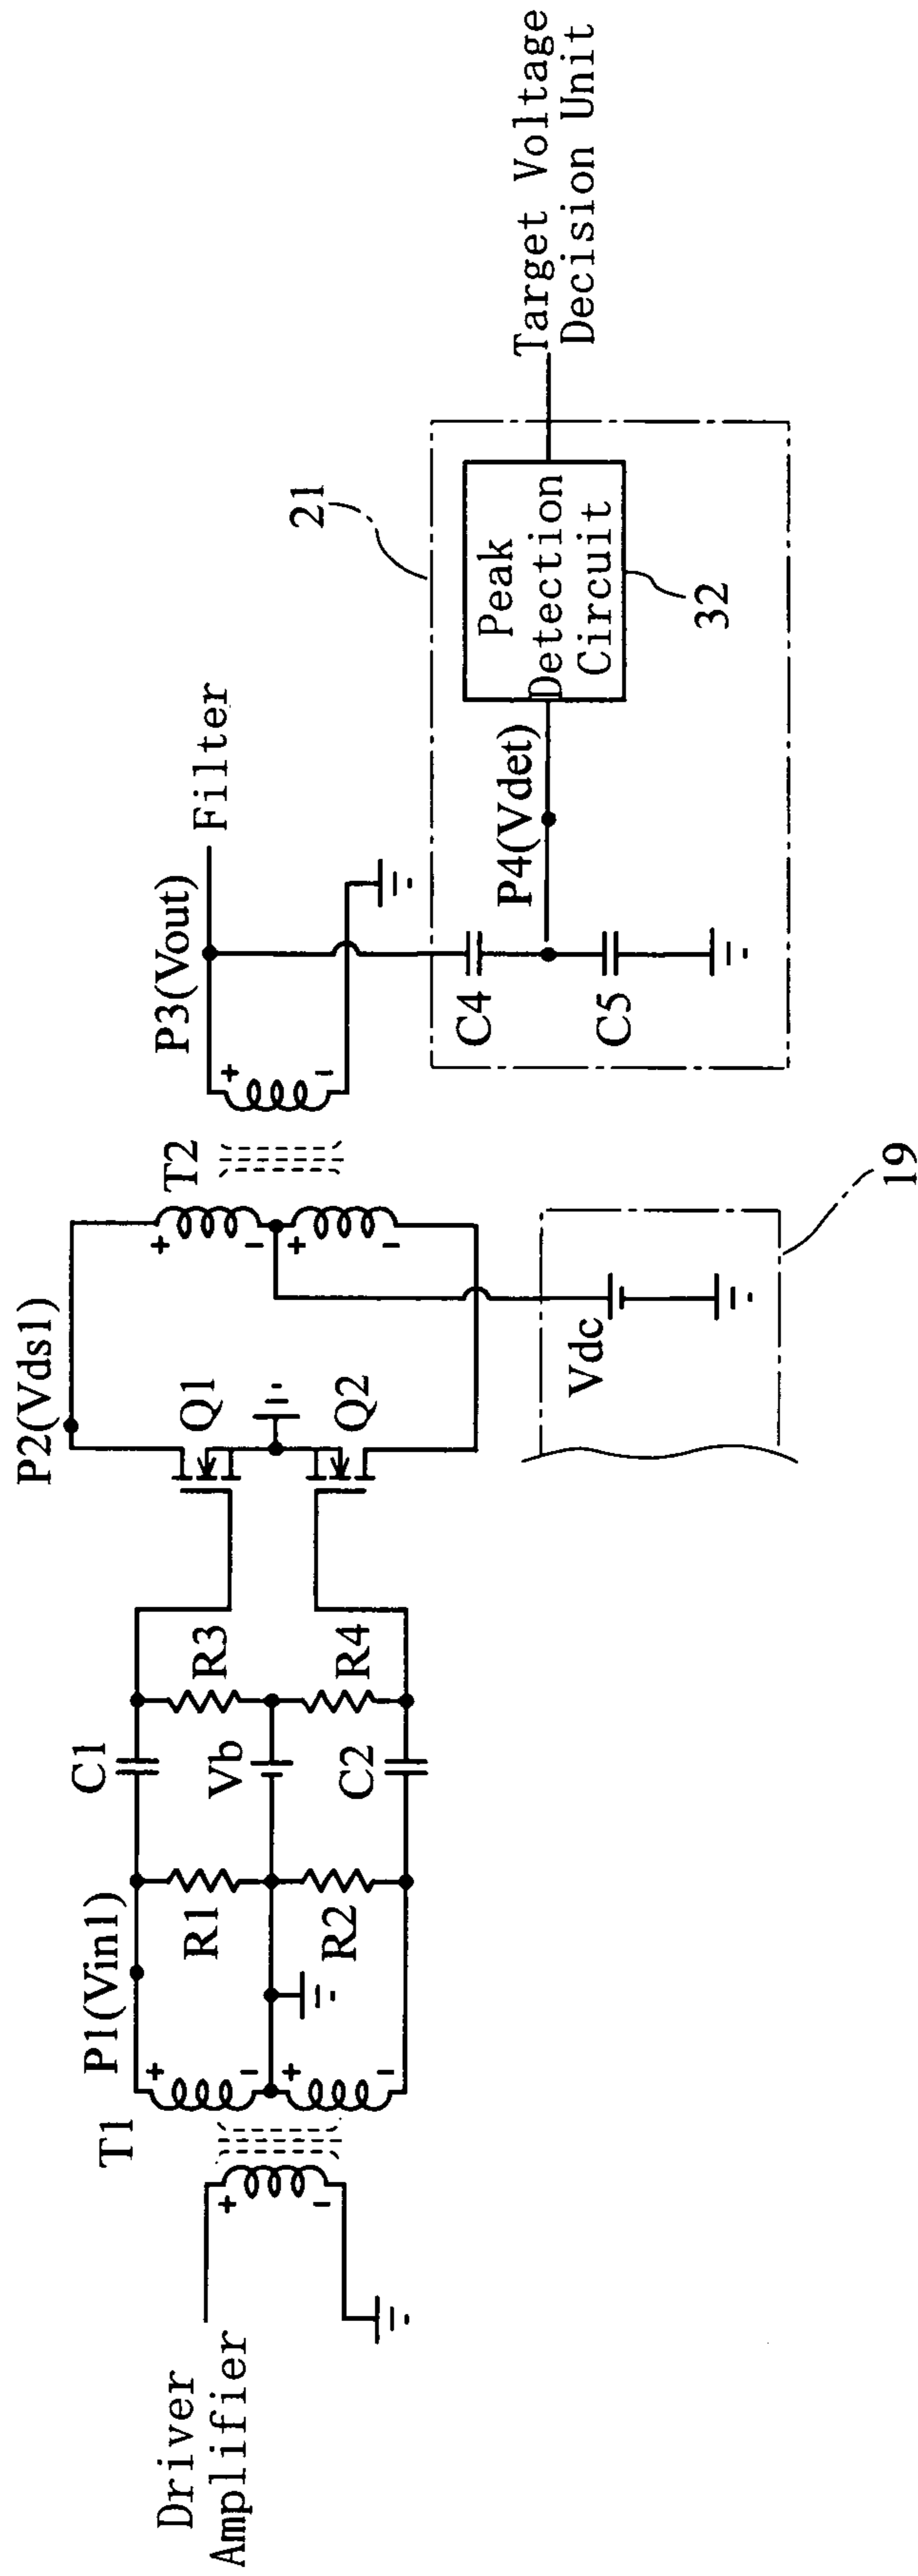 Driver
Amplifier
T1
P1(Vin1)
R1
R2
C1
Vb
C2
R3
R4
P2(Vds1)
Q1
Q2
T2
Vdc
19
P3(Vout)
Filter
C4
C5
P4(Vdet)
21
Peak
Detection
Circuit
32
Target Voltage
Decision Unit
+
-
+
-
+
-
+
-
+
-
+
-